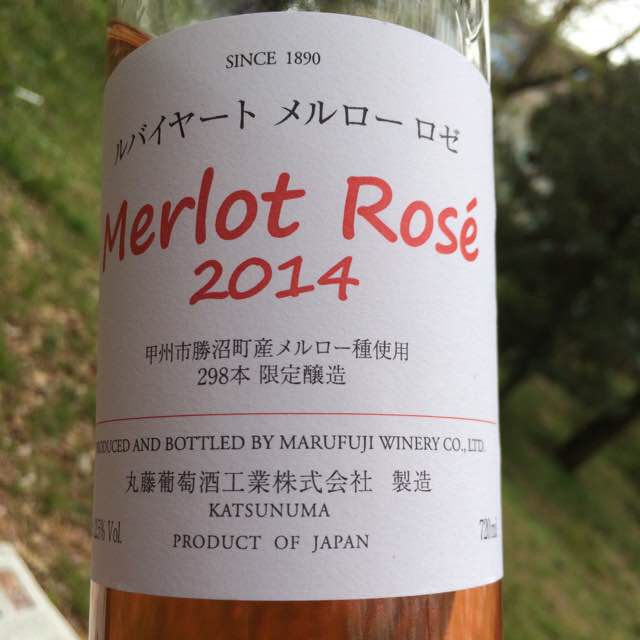 SINCE 1890
ルバイヤート メルロー ロゼ
Merlot Rosé
2014
甲州市勝沼町産メルロー種使用
298本 限定醸造
PRODUCED AND BOTTLED BY MARUFUJI WINERY CO., LTD.
丸藤葡萄酒工業株式会社 製造
KATSUNUMA
Vol. 720ml
PRODUCT OF JAPAN